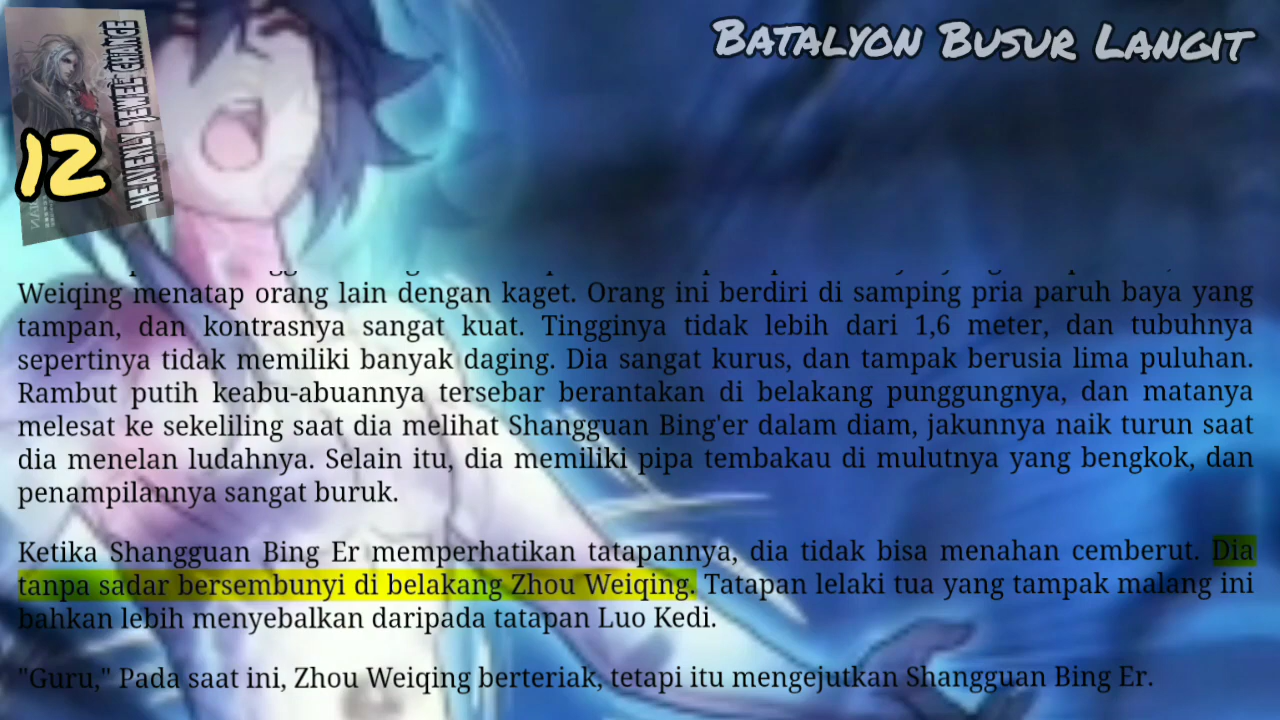 Batalyon Busur Langit
HEAVENLY JEWEL CHANGE
12
Weiqing menatap orang lain dengan kaget. Orang ini berdiri di samping pria paruh baya yang
tampan, dan kontrasnya sangat kuat. Tingginya tidak lebih dari 1,6 meter, dan tubuhnya
sepertinya tidak memiliki banyak daging. Dia sangat kurus, dan tampak berusia lima puluhan.
Rambut putih keabu-abuannya tersebar berantakan di belakang punggungnya, dan matanya
melesat ke sekeliling saat dia melihat Shangguan Bing'er dalam diam, jakunnya naik turun saat
dia menelan ludahnya. Selain itu, dia memiliki pipa tembakau di mulutnya yang bengkok, dan
penampilannya sangat buruk.
Ketika Shangguan Bing Er memperhatikan tatapannya, dia tidak bisa menahan cemberut. Dia
tanpa sadar bersembunyi di belakang Zhou Weiqing. Tatapan lelaki tua yang tampak malang ini
bahkan lebih menyebalkan daripada tatapan Luo Kedi.
"Guru," Pada saat ini, Zhou Weiqing berteriak, tetapi itu mengejutkan Shangguan Bing Er.